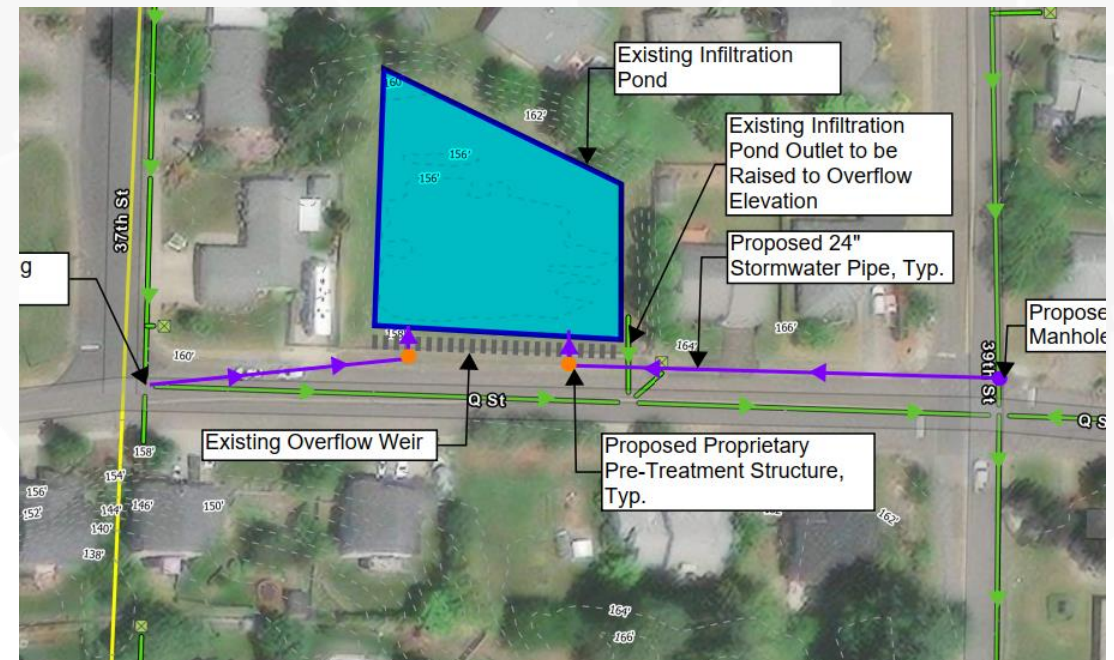 Existing Infiltration
Pond
160'
162'
Existing Infiltration
Pond Outlet to be
Raised to Overflow
Elevation
156'
156'
37th St
Proposed 24"
Stormwater Pipe, Typ.
g
Propose
Manhole
158'
160'
164'
166'
39th St
Q St
Q S
Existing Overflow Weir
Proposed Proprietary
Pre-Treatment Structure,
Typ.
158'
154'
156'
152'
144'
146'
150'
140'
138'
162'
164'
166'